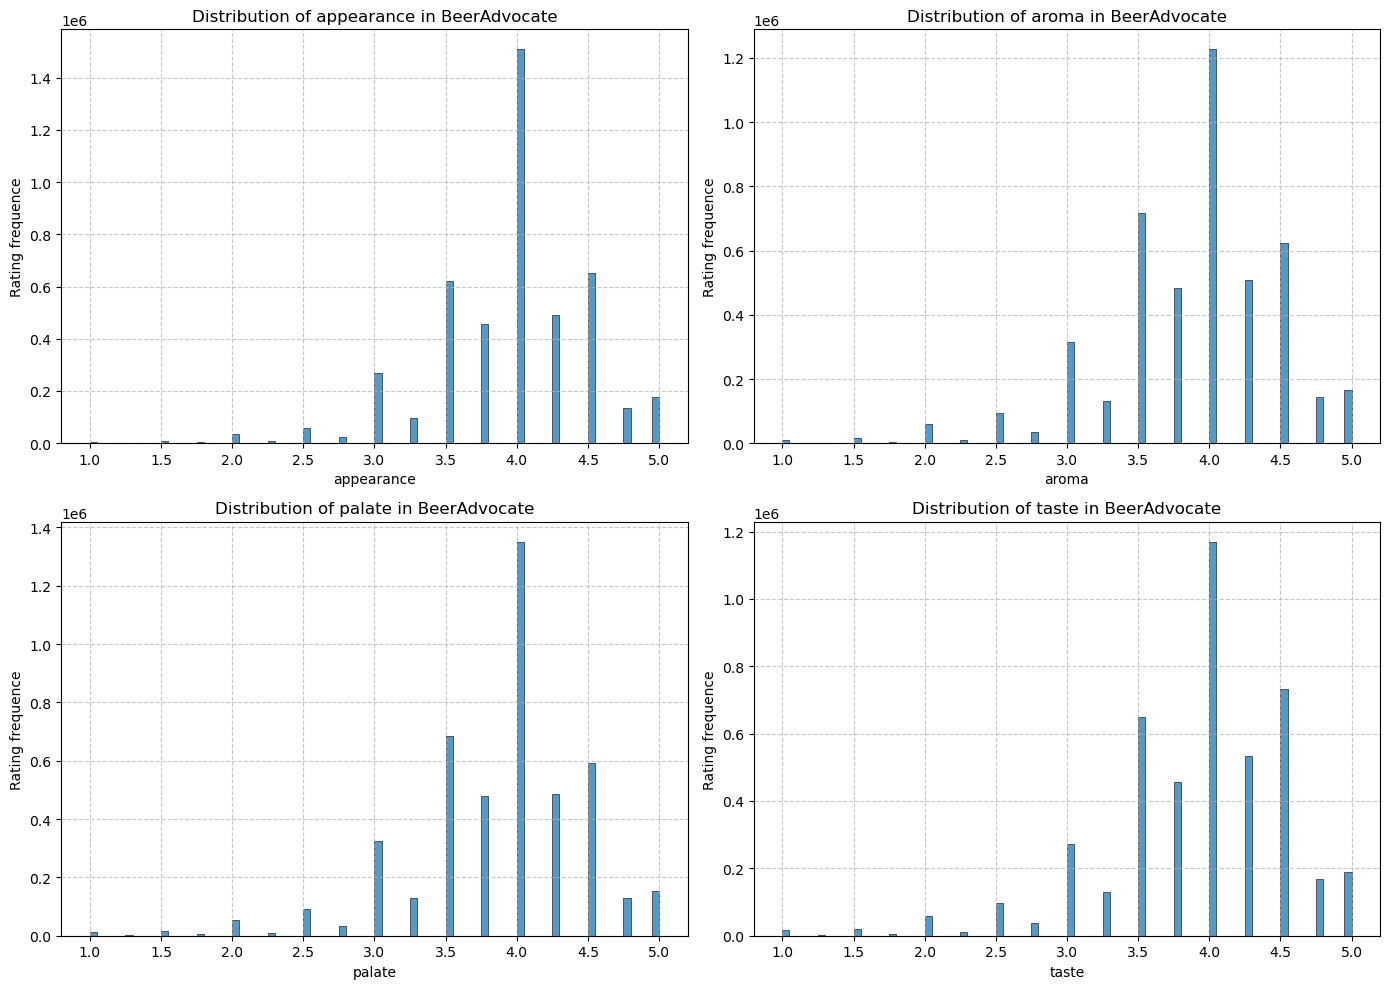 Distribution of appearance in BeerAdvocate
1e6
Rating frequence
1.4
1.2
1.0
0.8
0.6
0.4
0.2
0.0
1.0 1.5 2.0 2.5 3.0 3.5 4.0 4.5 5.0
appearance
Distribution of aroma in BeerAdvocate
1e6
Rating frequence
1.2
1.0
0.8
0.6
0.4
0.2
0.0
1.0 1.5 2.0 2.5 3.0 3.5 4.0 4.5 5.0
aroma
Distribution of palate in BeerAdvocate
1e6
Rating frequence
1.4
1.2
1.0
0.8
0.6
0.4
0.2
0.0
1.0 1.5 2.0 2.5 3.0 3.5 4.0 4.5 5.0
palate
Distribution of taste in BeerAdvocate
1e6
Rating frequence
1.2
1.0
0.8
0.6
0.4
0.2
0.0
1.0 1.5 2.0 2.5 3.0 3.5 4.0 4.5 5.0
taste